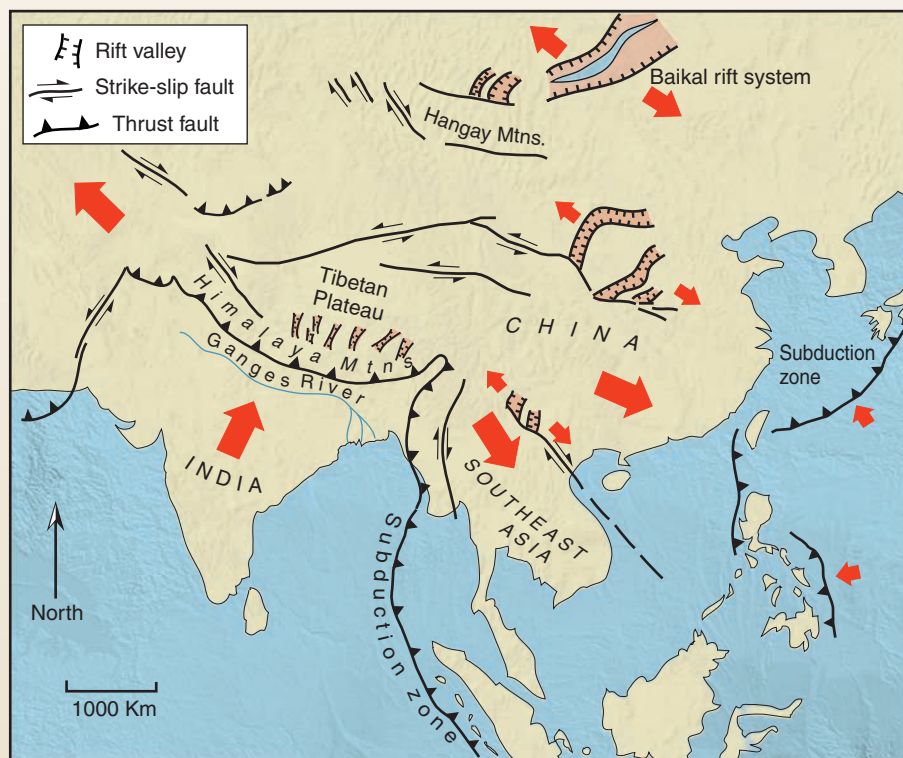 Rift valley
Strike-slip fault
Thrust fault
Baikal rift system
Hangay Mtns.
Tibetan
Plateau
Himalaya Mtn's
Ganges River
CHINA
Subduction
zone
INDIA
SOUTHEAST
ASIA
Subduction zone
North
1000 Km